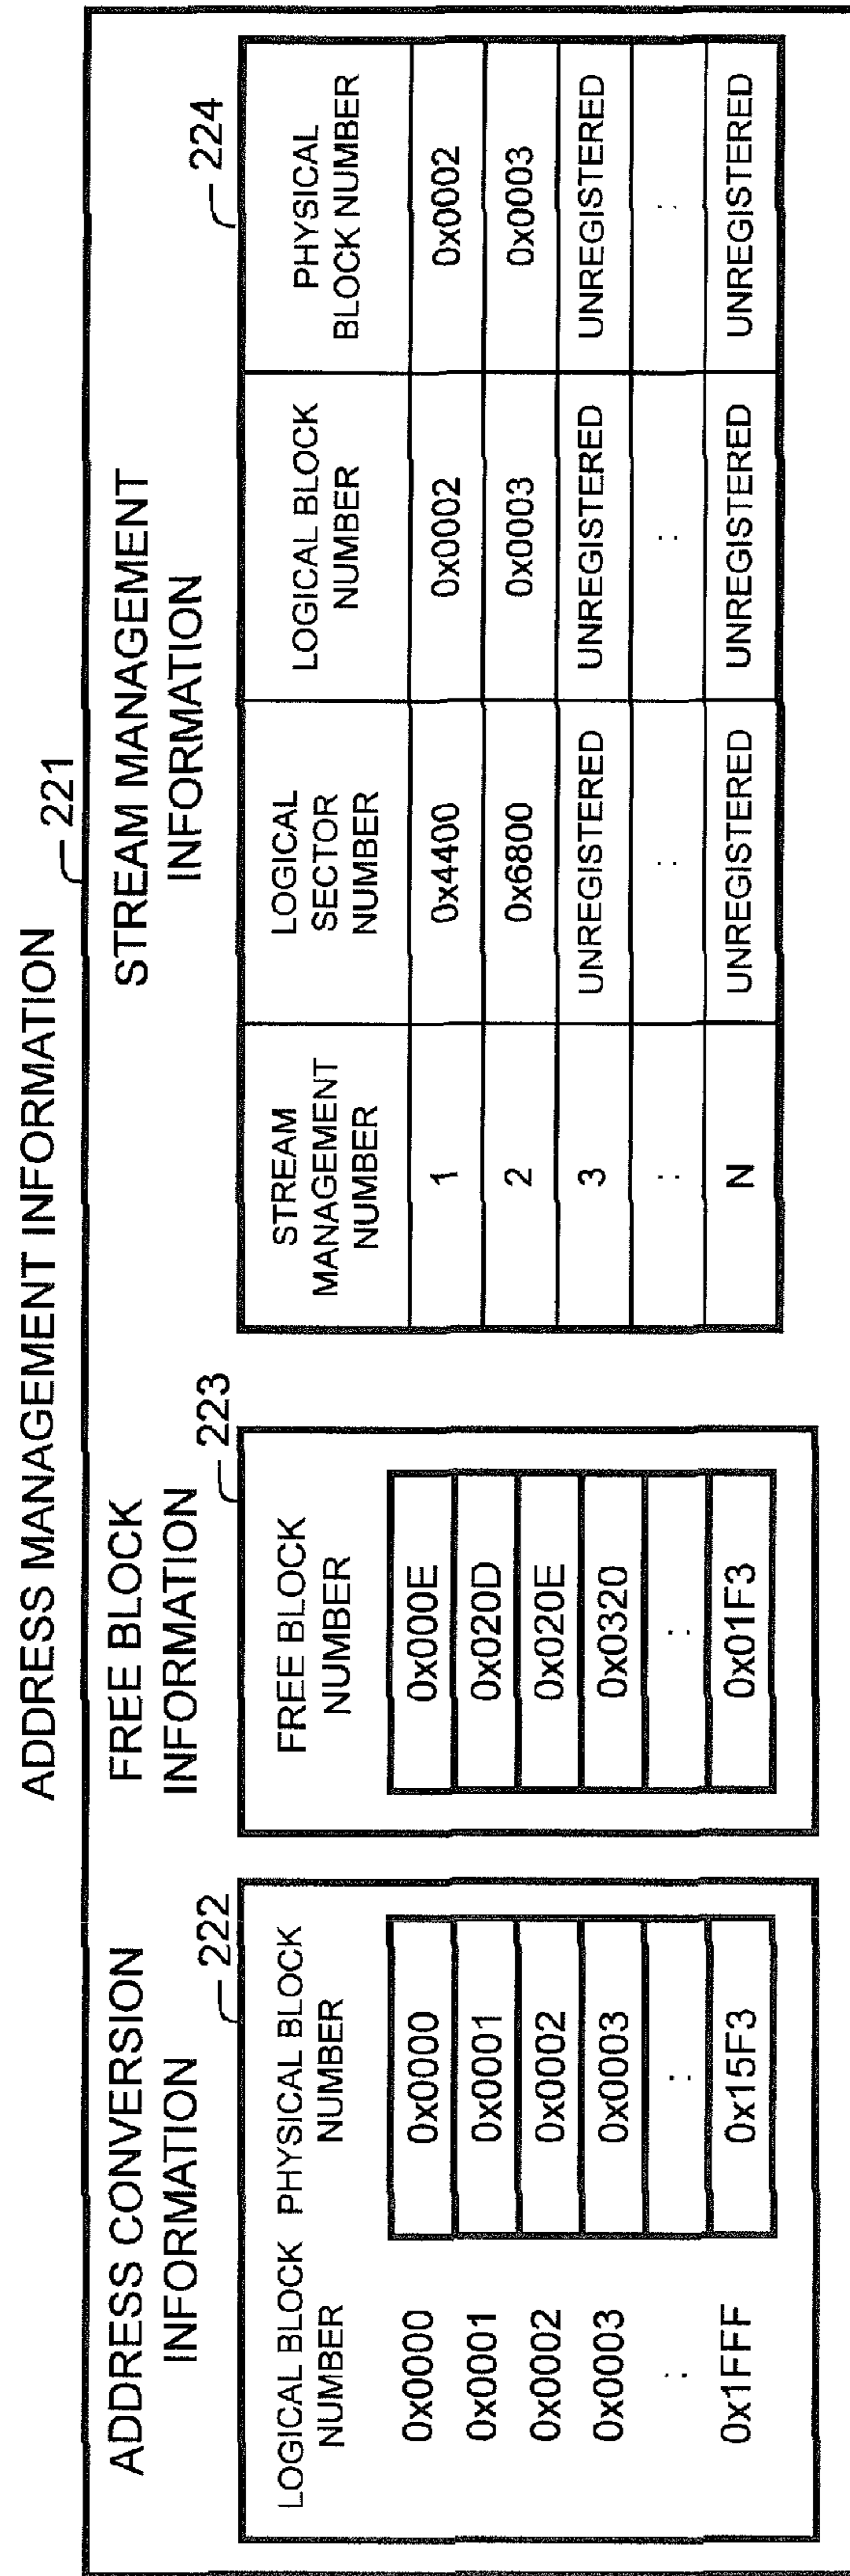 ADDRESS MANAGEMENT INFORMATION
221
ADDRESS CONVERSION
INFORMATION
222
LOGICAL BLOCK NUMBER PHYSICAL BLOCK NUMBER
0x0000 0x0000
0x0001 0x0001
0x0002 0x0002
0x0003 0x0003
: :
0x1FFF 0x15F3
FREE BLOCK
INFORMATION
223
FREE BLOCK
NUMBER
0x000E
0x020D
0x020E
0x0320
:
0x01F3
STREAM MANAGEMENT
INFORMATION
224
STREAM MANAGEMENT NUMBER LOGICAL SECTOR NUMBER LOGICAL BLOCK NUMBER PHYSICAL BLOCK NUMBER
1 0x4400 0x0002 0x0002
2 0x6800 0x0003 0x0003
3 UNREGISTERED UNREGISTERED UNREGISTERED
: : : :
N UNREGISTERED UNREGISTERED UNREGISTERED